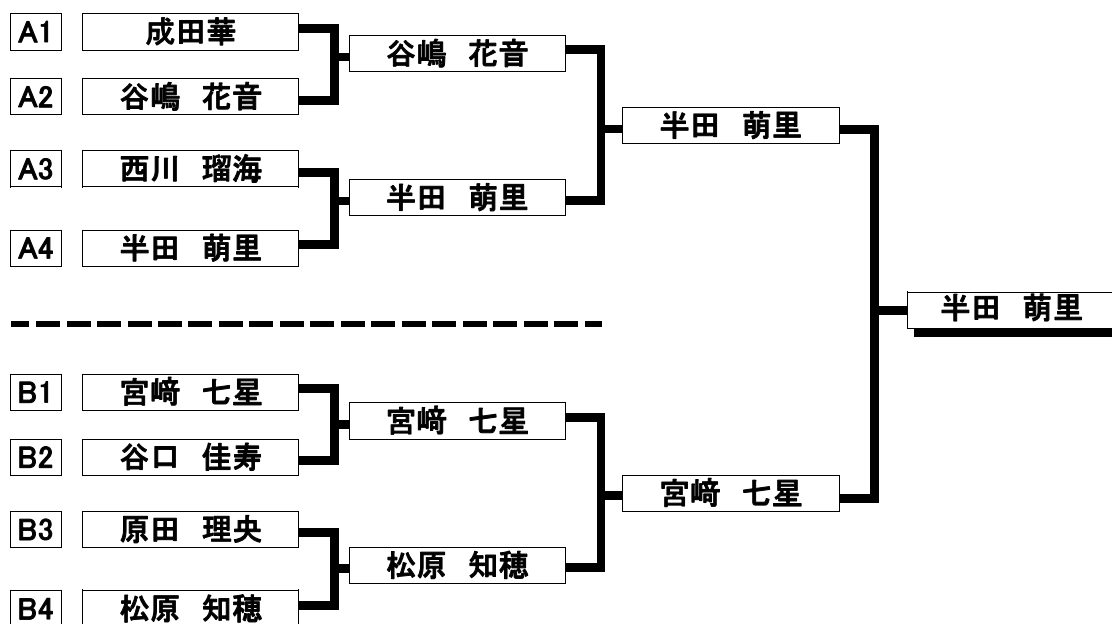 A1 成田華
谷嶋 花音
A2 谷嶋 花音
半田 萌里
A3 西川 瑠海
半田 萌里
A4 半田 萌里
半田 萌里
B1 宮﨑 七星
宮﨑 七星
B2 谷口 佳寿
宮﨑 七星
B3 原田 理央
松原 知穂
B4 松原 知穂